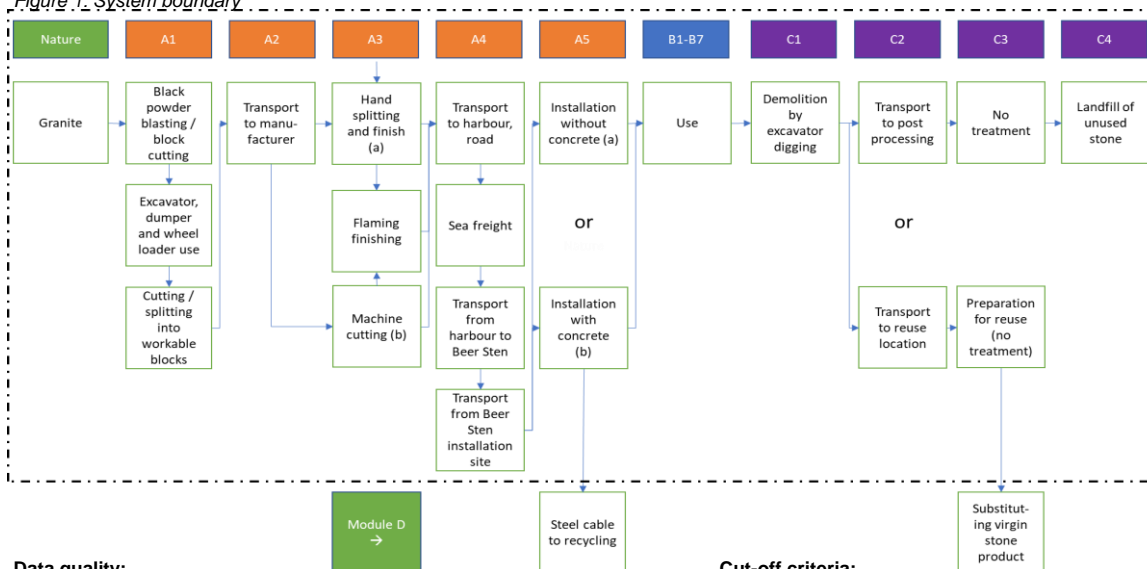 Figure 1: System boundary
Nature
A1
A2
A3
A4
A5
B1-B7
C1
C2
C3
C4
Granite
Black
powder
blasting /
block
cutting
Transport
to manu-
facturer
Hand
splitting
and finish
(a)
Transport
to harbour,
road
Installation
without
concrete (a)
Use
Demolition
by
excavator
digging
Transport
to post
processing
No
treatment
Landfill of
unused
stone
Excavator,
dumper
and wheel
loader use
Flaming
finishing
Sea freight
or
or
Cutting /
splitting
into
workable
blocks
Machine
cutting (b)
Transport
from
harbour to
Beer Sten
Installation
with
concrete
(b)
Transport
to reuse
location
Preparation
for reuse
(no
treatment)
Transport
from Beer
Sten
installation
site
Module D
→
Steel cable
to recycling
Substitut-
ing virgin
stone
product
Data quality:
Cut-off criteria: